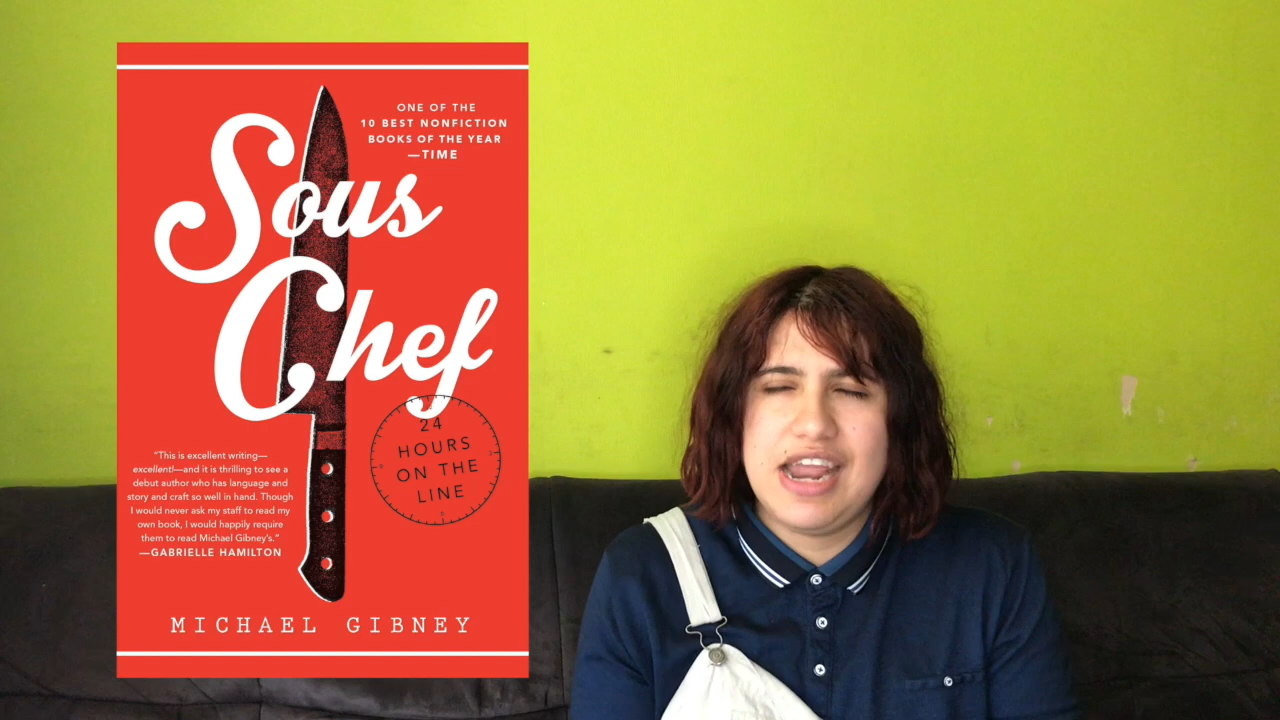 ONE OF THE
10 BEST NONFICTION
BOOKS OF THE YEAR
—TIME
Sous
Chef
24
HOURS
ON THE
LINE
"This is excellent writing—
excellent!—and it is thrilling to see a
debut author who has language and
story and craft so well in hand. Though
I would never ask my staff to read my
own book, I would happily require
them to read Michael Gibney's."
—GABRIELLE HAMILTON
MICHAEL GIBNEY